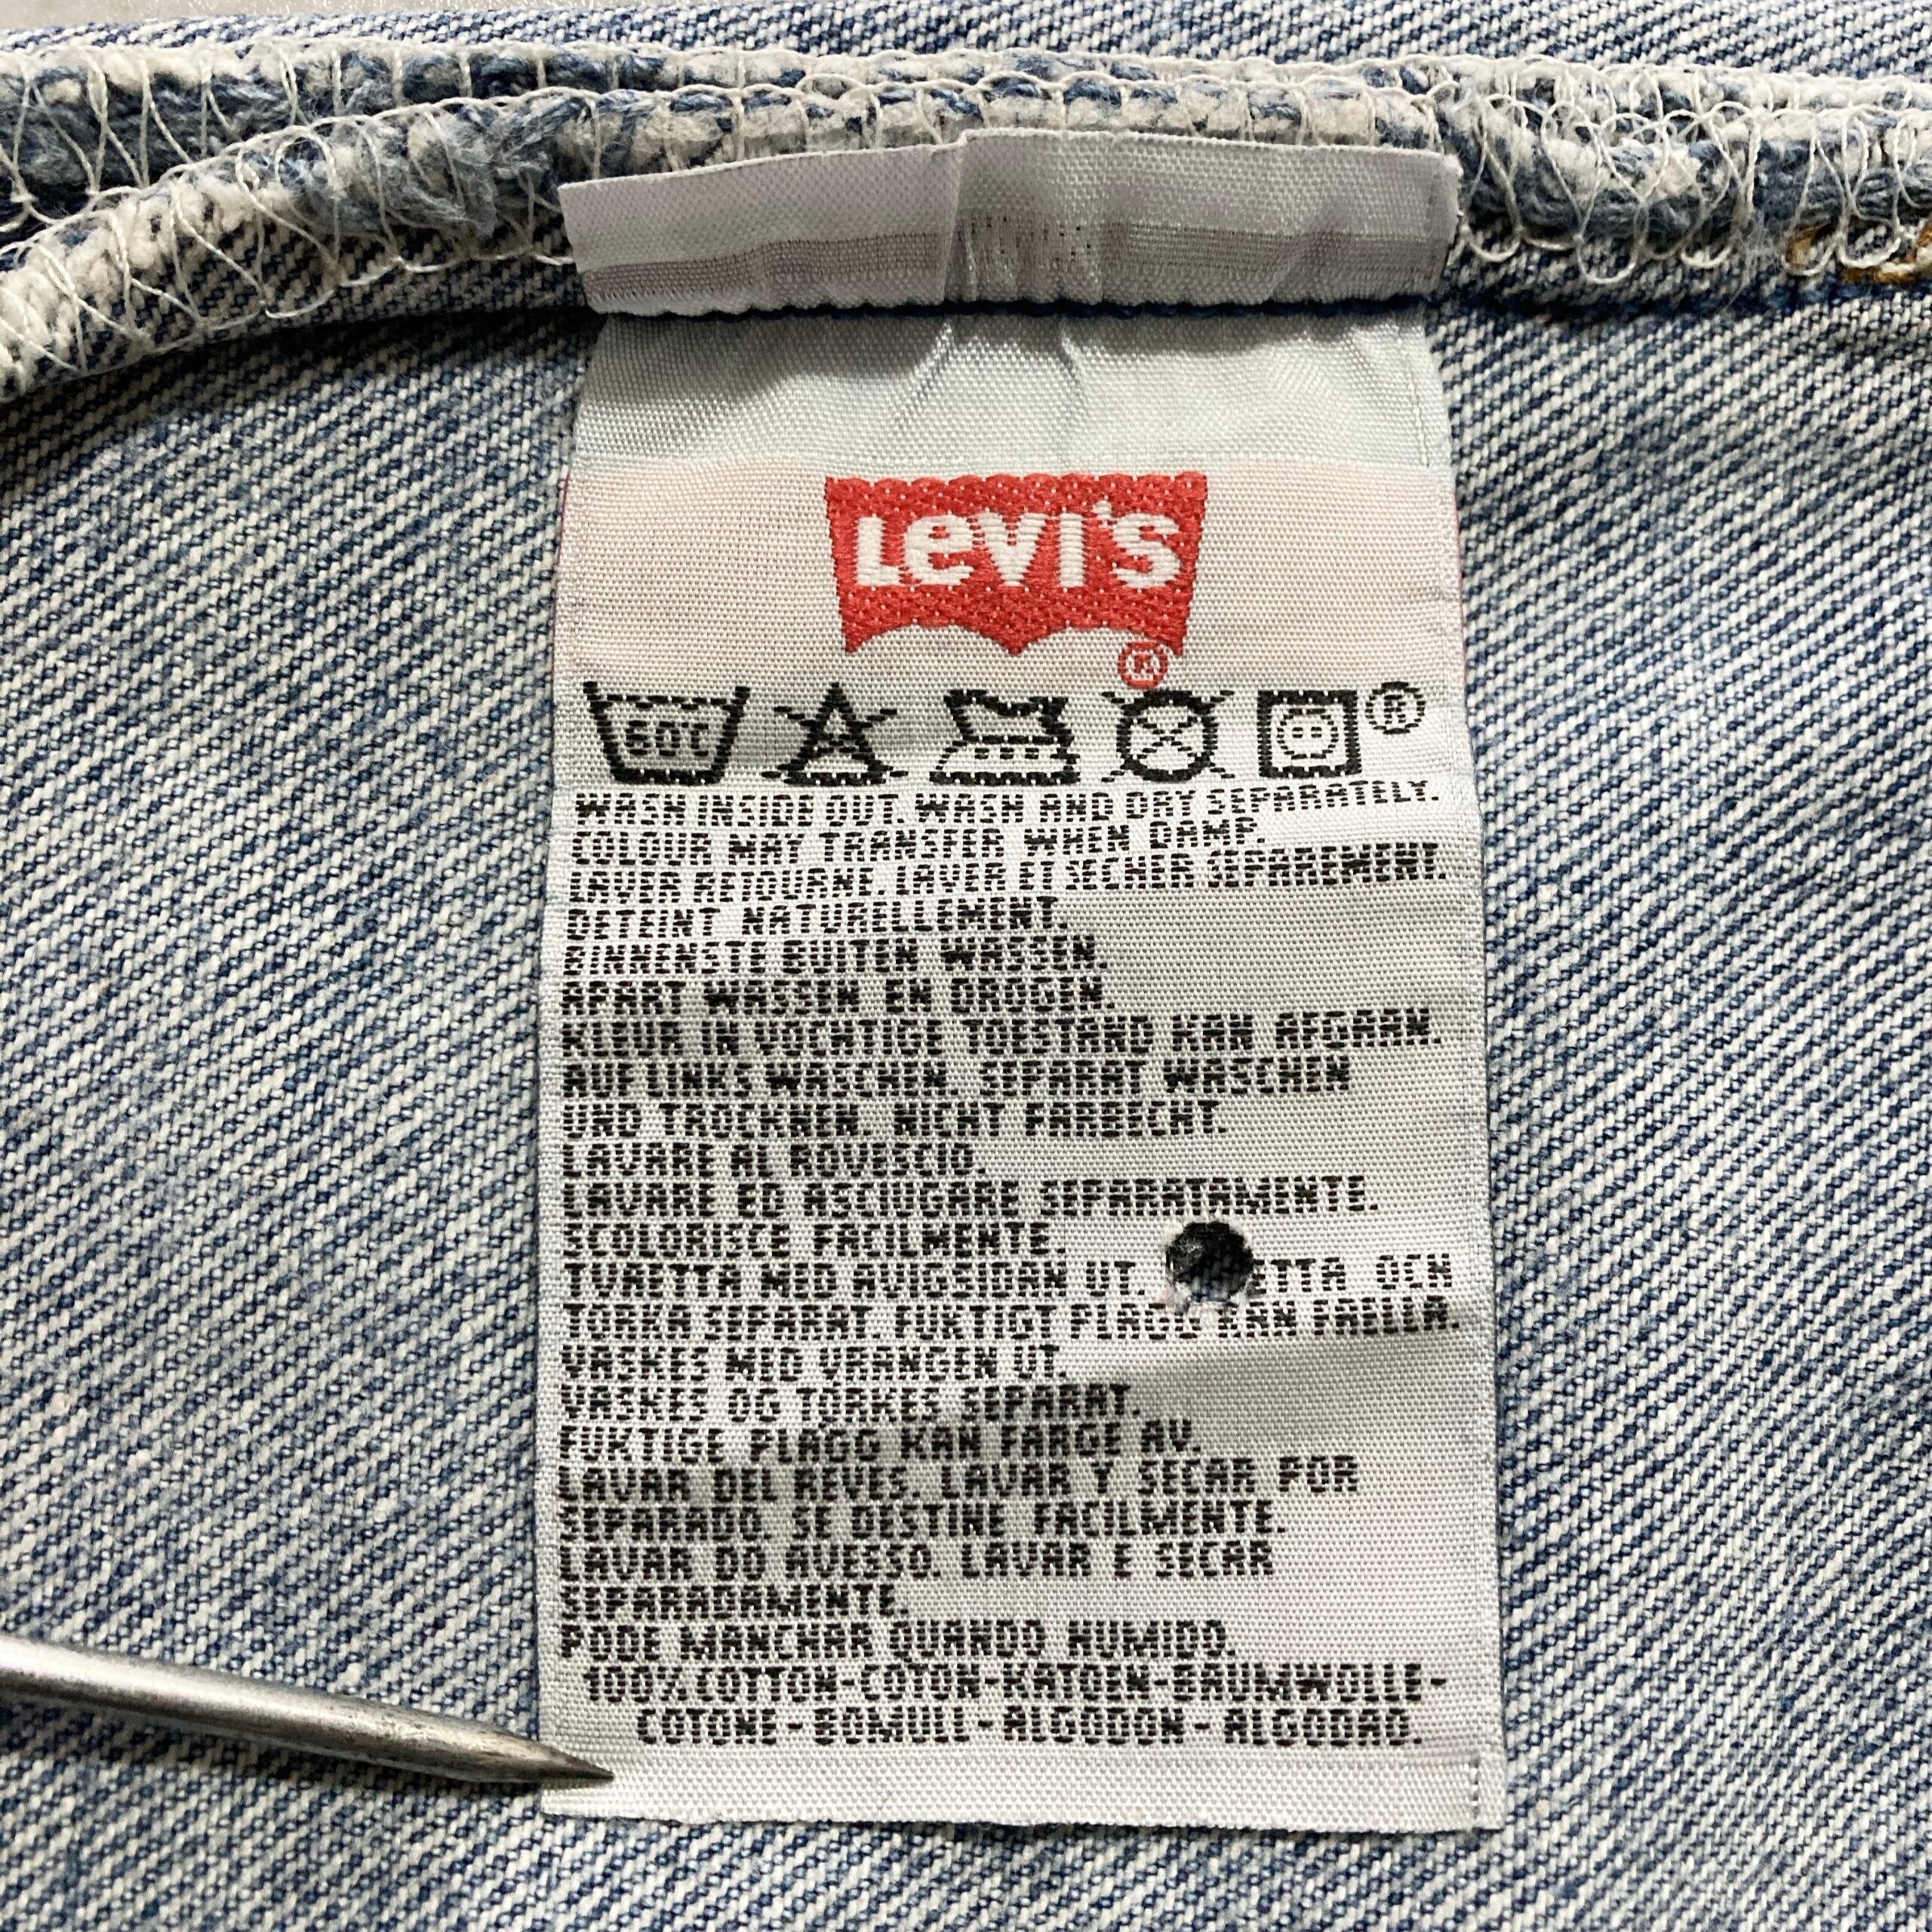 LEVI'S
®
60°C ®
WASH INSIDE OUT. WASH AND DRY SEPARATELY.
COLOUR MAY TRANSFER WHEN DAMP.
LAVER RETOURNE. LAVER ET SECHER SEPAREMENT.
DETEINT NATURELLEMENT.
BINNENSTE BUITEN WASSEN.
APART WASSEN EN DROGEN.
KLEUR IN VOCHTIGE TOESTAND KAN AFGAAN.
AUF LINKS WASCHEN. SEPARAT WASCHEN
UND TROCKNEN. NICHT FARBECHT.
LAVARE AL ROVESCIO.
LAVARE ED ASCIUGARE SEPARATAMENTE.
SCOLORISCE FACILMENTE.
TVATTA MED AVIGSIDAN UT. ETTA OCH
TORKA SEPARAT. FUKTIGT PLAGG KAN FARLLA.
VASKES MED VRANGEN UT.
VASKES OG TORKES SEPARAT.
FUKTIGE PLAGG KAN FARGE AV.
LAVAR DEL REVES. LAVAR Y SECAR POR
SEPARADO. SE DESTINE FACILMENTE.
LAVAR DO AVESSO. LAVAR E SECAR
SEPARADAMENTE.
PODE MANCHAR QUANDO HUMIDO.
100% COTTON-COTON-KATOEN-BAUMWOLLE-
COTONE-BOMULL-ALGODON-ALGODAO.